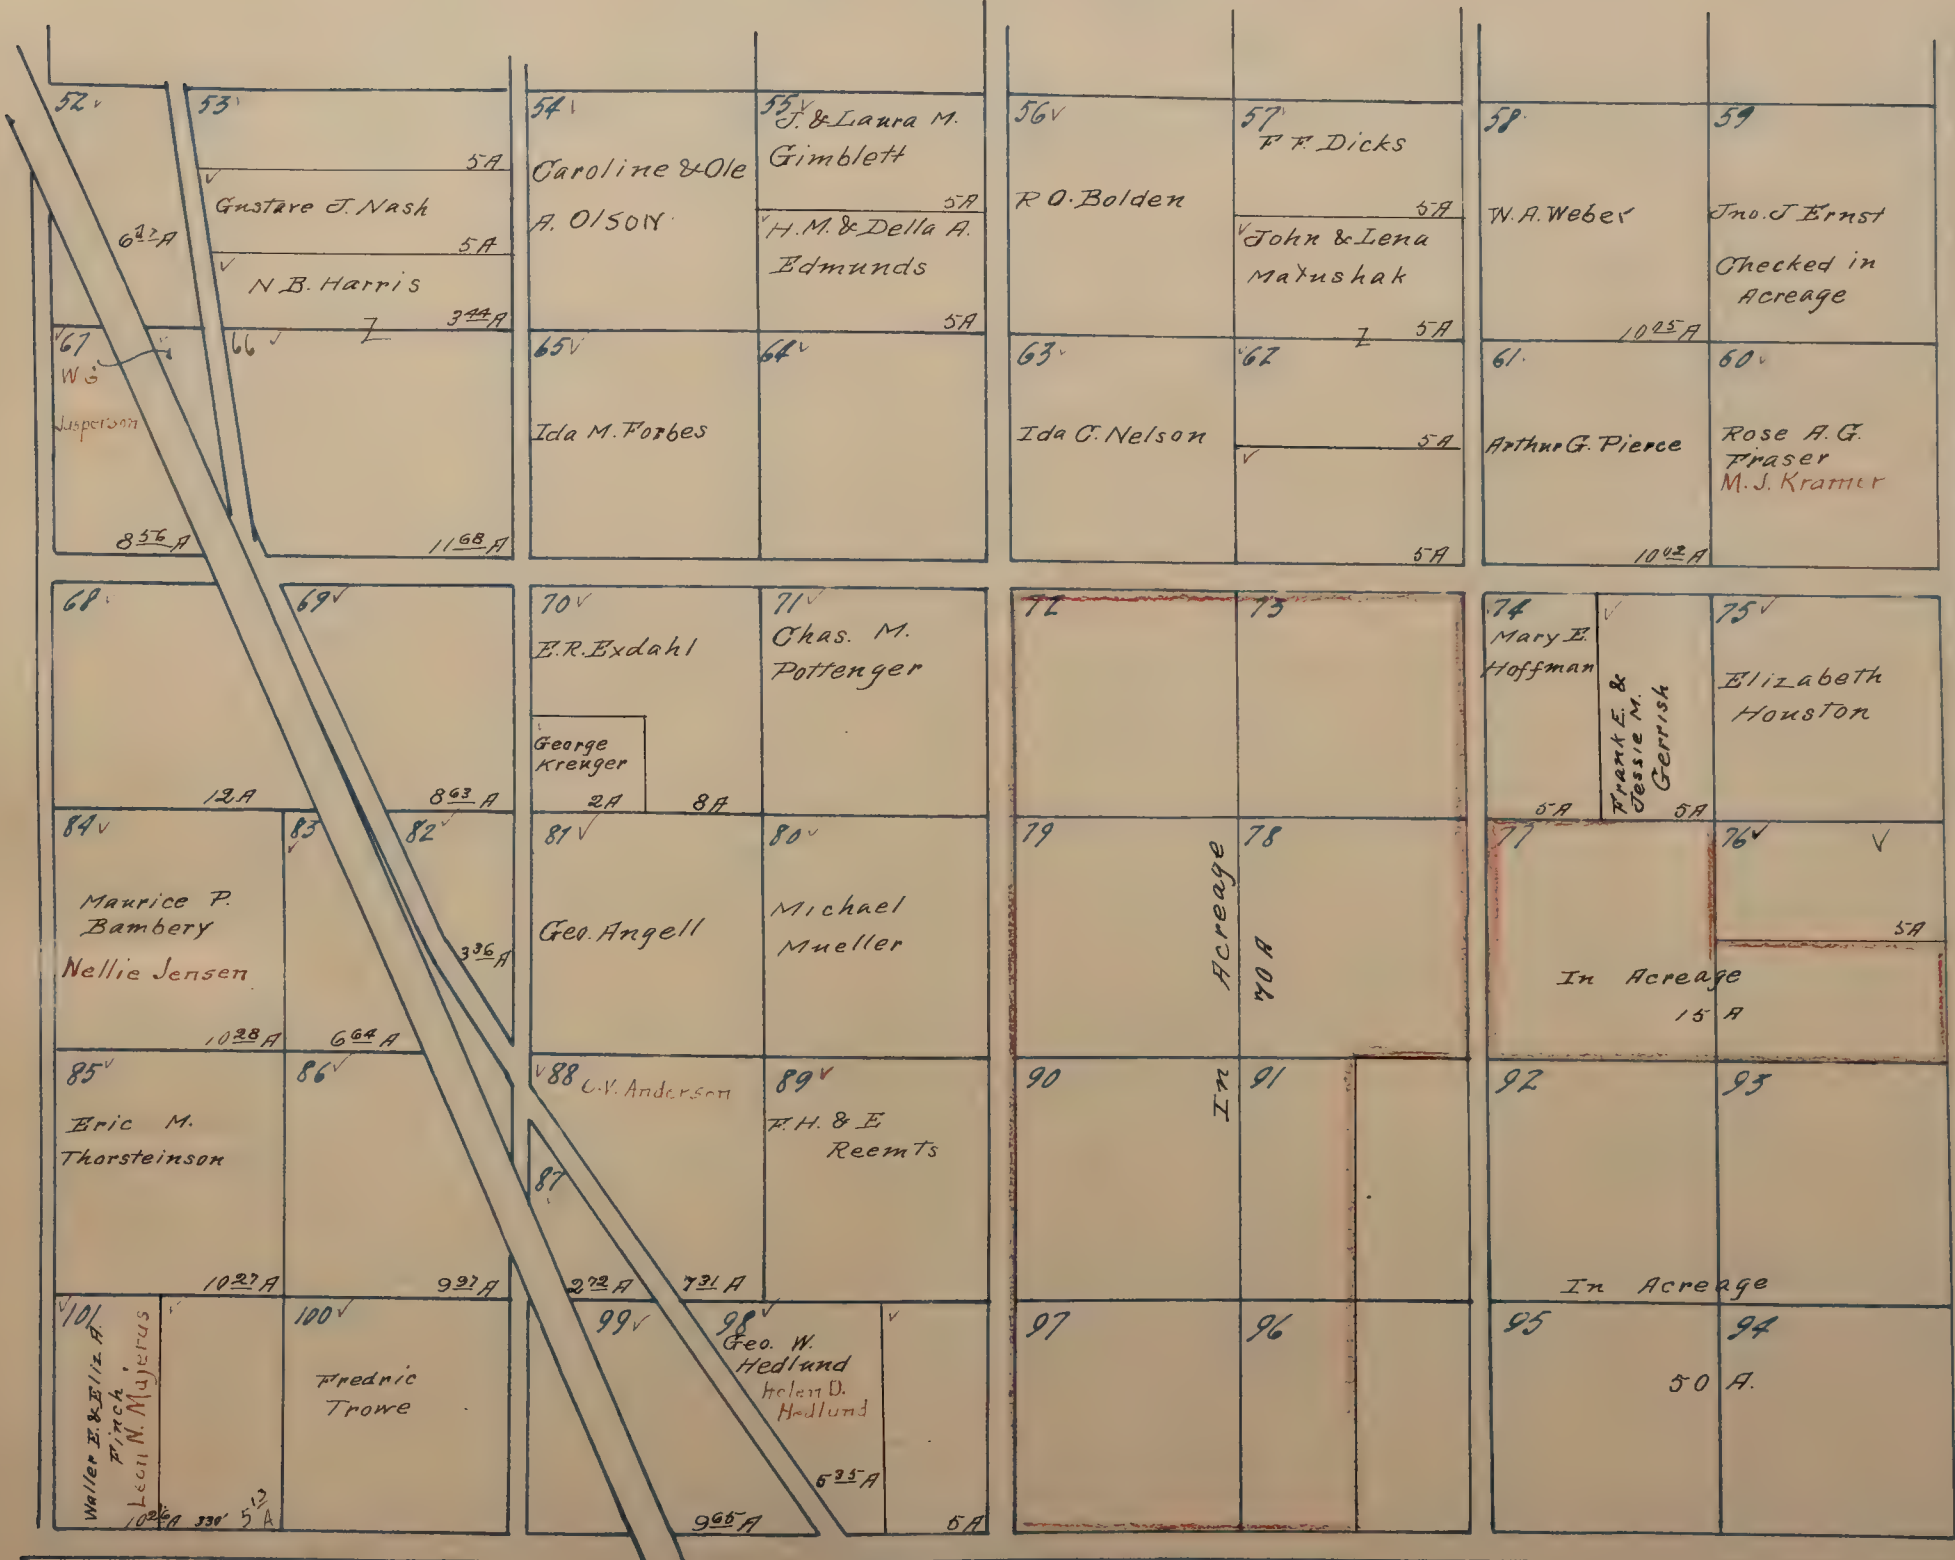 52
6 27 A
53
5A
Gustave J. Nash
5A
N.B. Harris
3 44 A
Z
54
Caroline & Ole
A. Olson
55
J. & Laura M.
Gimblett
5A
H.M. & Della A.
Edmunds
5A
56
R O. Bolden
57
F F. Dicks
5A
John & Lena
Matushak
Z
5A
58
W.A. Weber
10 25 A
59
Jno. J Ernst
Checked in
Acreage
67
Jasperson
8 56 A
66
11 68 A
65
Ida M. Forbes
64
63
Ida C. Nelson
62
5A
5A
61
Arthur G. Pierce
10 02 A
60
Rose A. G.
Fraser
M. J. Kramer
68
12A
69
8 63 A
70
E.R. Exdahl
George
Kreuger
2A
8A
71
Chas. M.
Pottenger
72
73
74
Mary E.
Hoffman
5A
Frank E. &
Jessie M.
Gerrish
5A
75
Elizabeth
Houston
84
Maurice P.
Bambery
Nellie Jensen
10 28 A
83
6 64 A
82
3 36 A
81
Geo. Angell
80
Michael
Mueller
79
78
In Acreage
70 A
77
76
5A
In Acreage
15 A
85
Eric M.
Thorsteinson
10 27 A
86
9 97 A
88
C.V. Anderson
87
2 72 A
7 31 A
89
F. H. & E
Reemts
90
91
92
93
In Acreage
50 A.
101
Waller E. & Eliz A.
Finch
Leon N. Majerus
330'
5 13 A
100
Fredric
Trowe
99
9 65 A
98
Geo. W.
Hedlund
Helen D.
Hedlund
5 35 A
5A
97
96
95
94